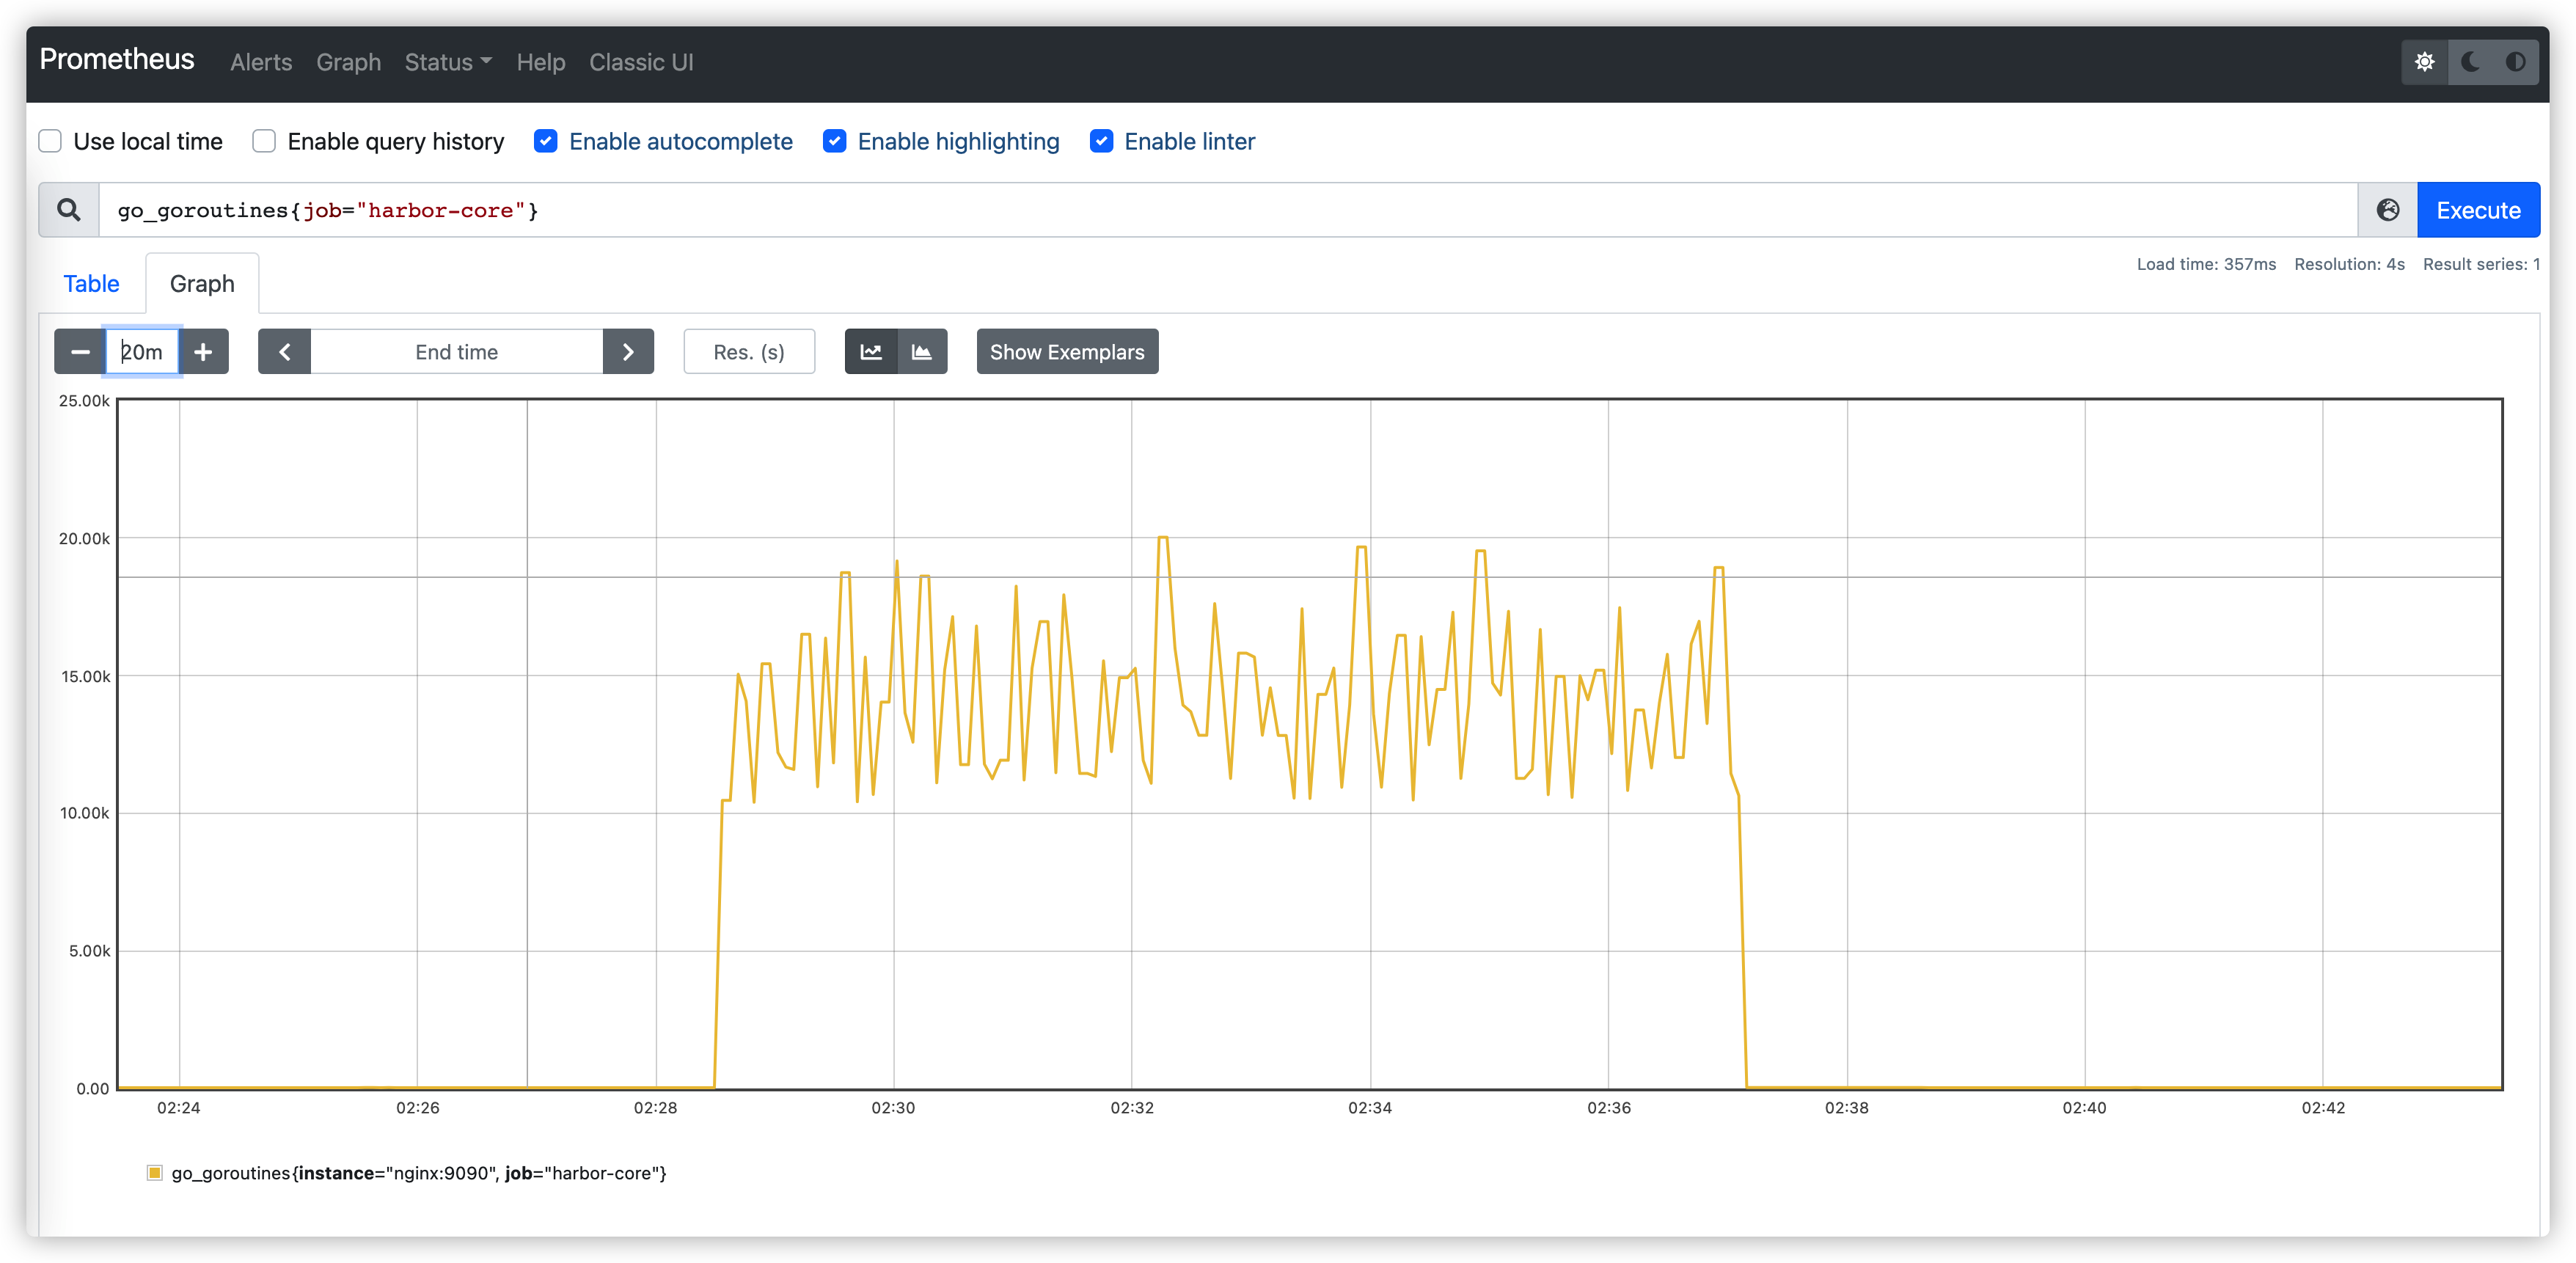 Prometheus Alerts Graph Status Help Classic UI
Use local time Enable query history Enable autocomplete Enable highlighting Enable linter
go_goroutines{job="harbor-core"} Execute
Table Graph Load time: 357ms Resolution: 4s Result series: 1
20m End time Res. (s) Show Exemplars
25.00k
20.00k
15.00k
10.00k
5.00k
0.00
02:24 02:26 02:28 02:30 02:32 02:34 02:36 02:38 02:40 02:42
go_goroutines{instance="nginx:9090", job="harbor-core"}